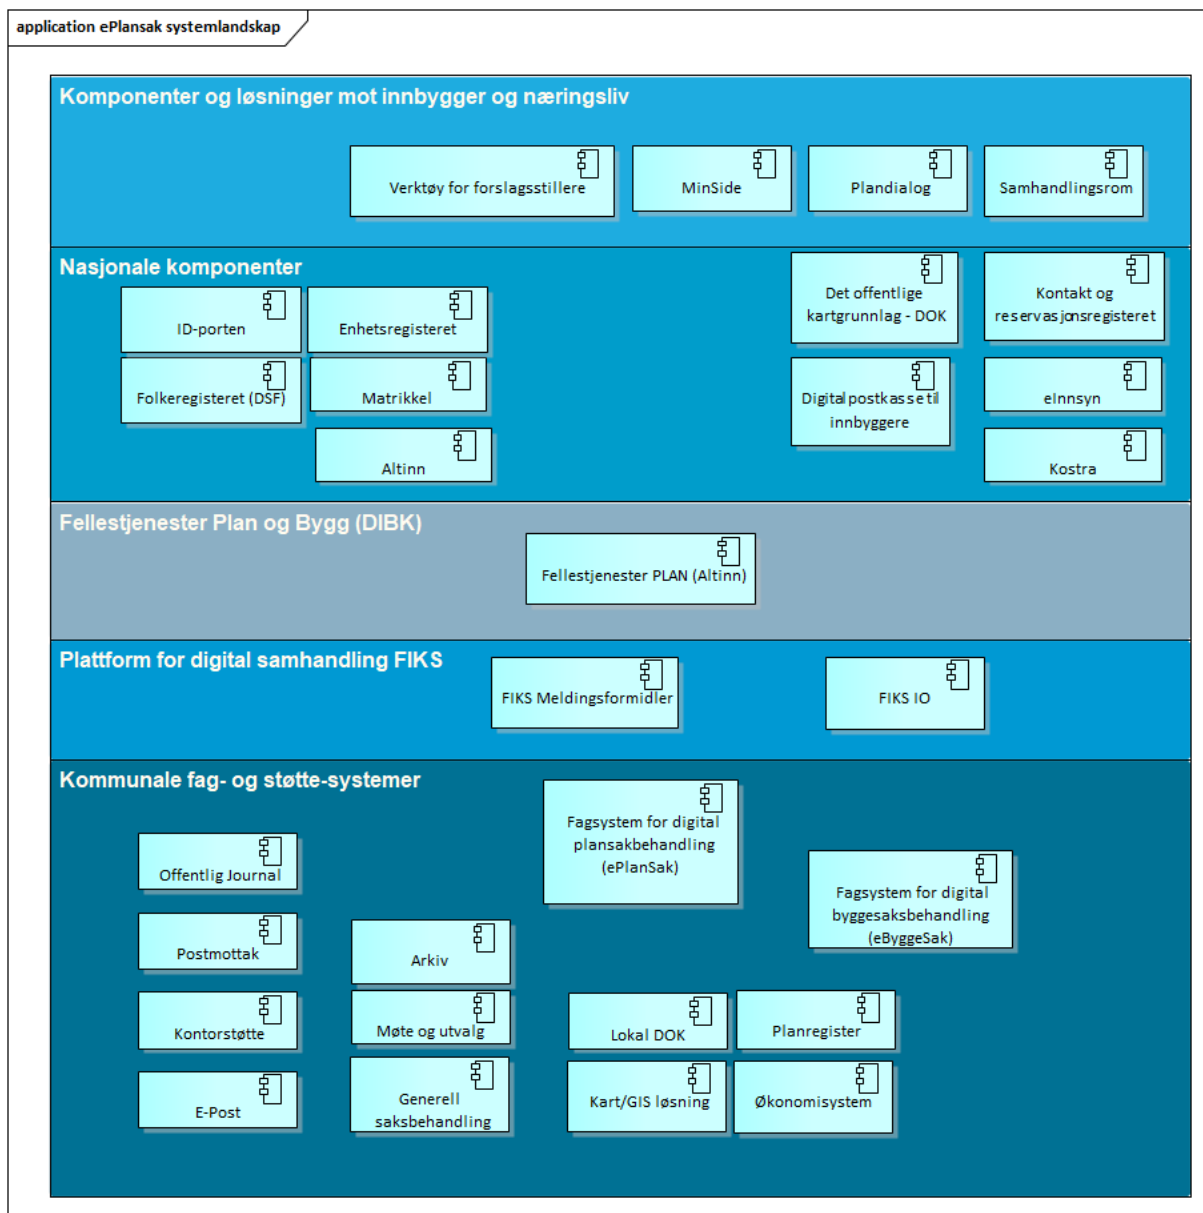 application ePlansak systemlandskap
Komponenter og løsninger mot innbygger og næringsliv
Verktøy for forslagsstillere
MinSide
Plandialog
Samhandlingsrom
Nasjonale komponenter
ID-porten
Enhetsregisteret
Det offentlige
kartgrunnlag - DOK
Kontakt og
reservasjonsregisteret
Folkeregisteret (DSF)
Matrikkel
Digital postkasse til
innbyggere
eInnsyn
Altinn
Kostra
Fellestjenester Plan og Bygg (DIBK)
Fellestjenester PLAN (Altinn)
Plattform for digital samhandling FIKS
FIKS Meldingsformidler
FIKS IO
Kommunale fag- og støtte-systemer
Fagsystem for digital
plansakbehandling
(ePlanSak)
Fagsystem for digital
byggesaksbehandling
(eByggeSak)
Offentlig Journal
Postmottak
Arkiv
Kontorstøtte
Møte og utvalg
Lokal DOK
Planregister
E-Post
Generell
saksbehandling
Kart/GIS løsning
Økonomisystem